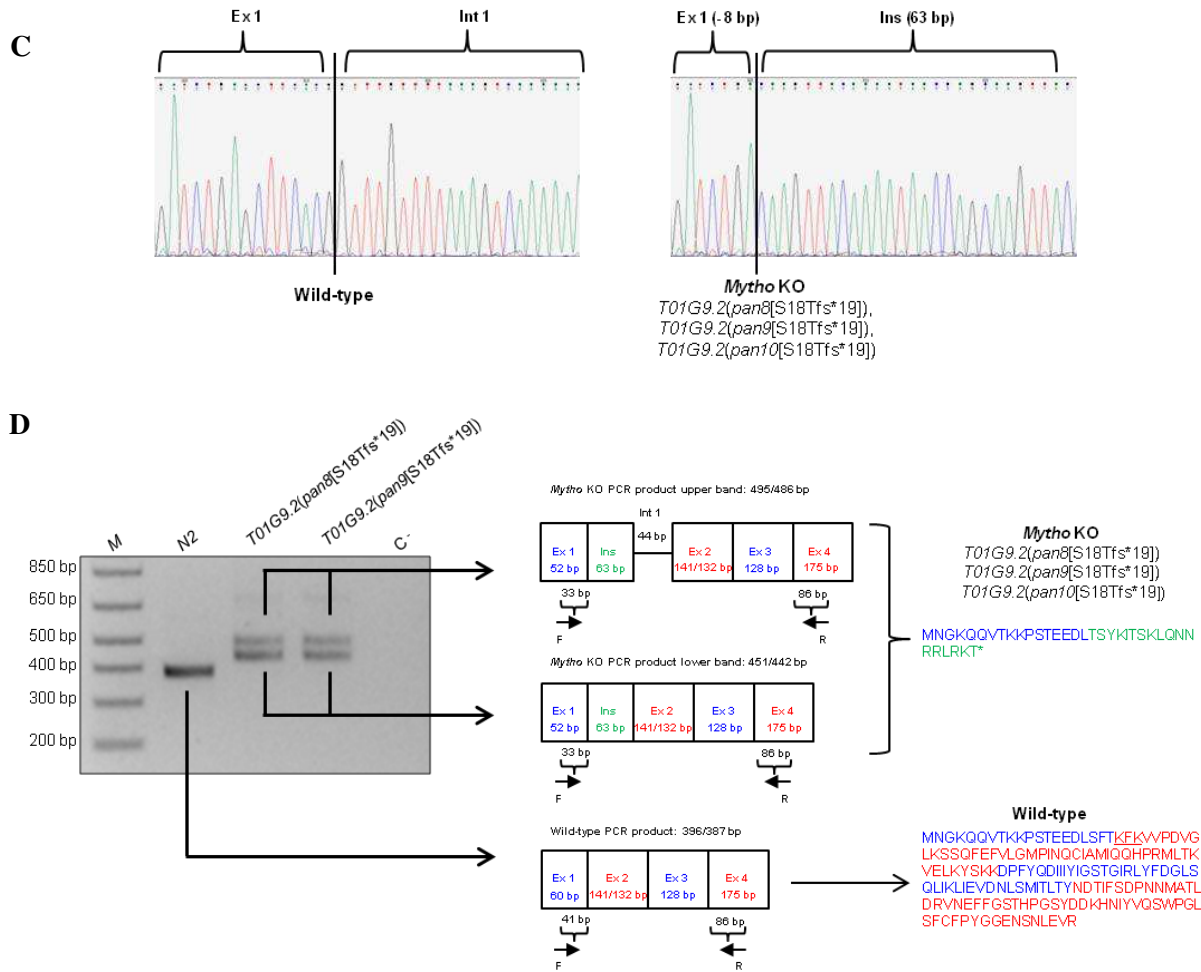 C
Ex 1
Int 1
Ex 1 (-8 bp)
Ins (63 bp)
Wild-type
Mytho KO
T01G9.2(pan8[S18Tfs*19]),
T01G9.2(pan9[S18Tfs*19]),
T01G9.2(pan10[S18Tfs*19])
D
M
N2
T01G9.2(pan8[S18Tfs*19])
T01G9.2(pan9[S18Tfs*19])
C-
850 bp
650 bp
500 bp
400 bp
300 bp
200 bp
Mytho KO PCR product upper band: 495/486 bp
Int 1
44 bp
Ex 1
52 bp
Ins
63 bp
Ex 2
141/132 bp
Ex 3
128 bp
Ex 4
175 bp
33 bp
86 bp
F
R
Mytho KO PCR product lower band: 451/442 bp
Ex 1
52 bp
Ins
63 bp
Ex 2
141/132 bp
Ex 3
128 bp
Ex 4
175 bp
33 bp
86 bp
F
R
Wild-type PCR product: 396/387 bp
Ex 1
60 bp
Ex 2
141/132 bp
Ex 3
128 bp
Ex 4
175 bp
41 bp
86 bp
F
R
Mytho KO
T01G9.2(pan8[S18Tfs*19])
T01G9.2(pan9[S18Tfs*19])
T01G9.2(pan10[S18Tfs*19])
MNGKQQVTKKPSTEEDLTSYKITSKLQNN
RRLRKT*
Wild-type
MNGKQQVTKKPSTEEDLSFTKFKVVPDVG
LKSSQFEFVLGMPINQCIAMIQQHPRMLTK
VELKYSKKDPFYQDIIIYIGSTGIRLYFDGLS
QLIKLIEVDNLSMITLTYNDTIFSDPNNMATL
DRVNEFFGSTHPGSYDDKHNIYVQSWPGL
SFCFPYGGENSNLEVR